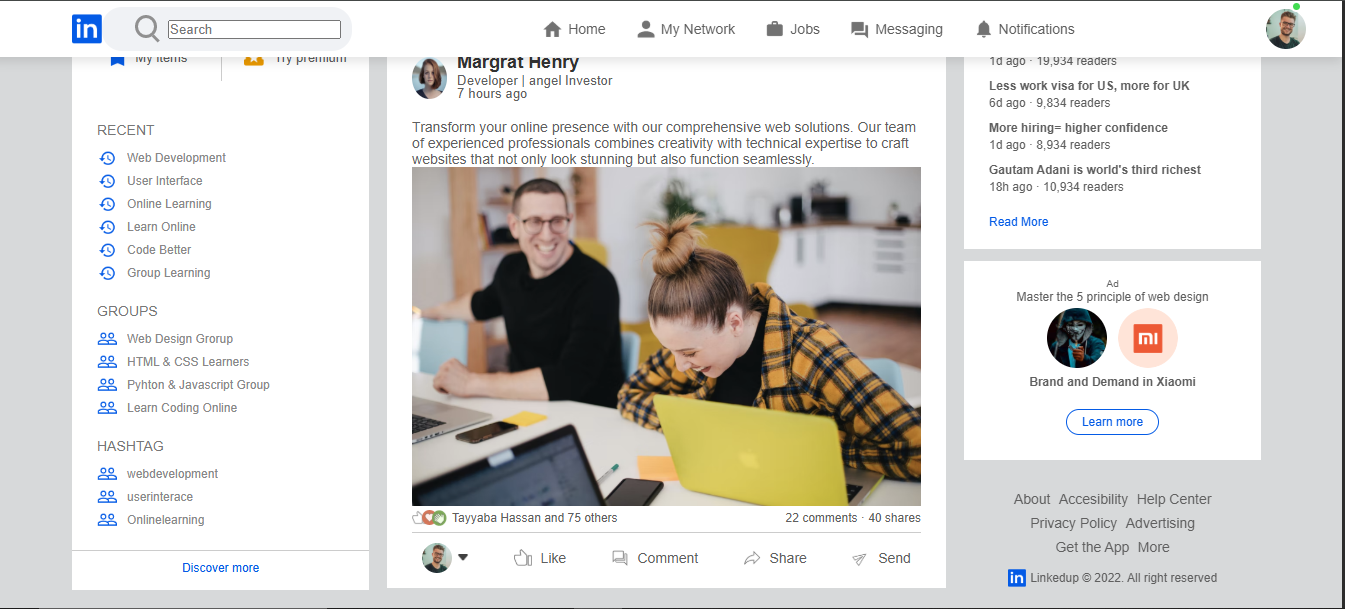 in
Search
Home
My Network
Jobs
Messaging
Notifications
My items
Try premium
RECENT
Web Development
User Interface
Online Learning
Learn Online
Code Better
Group Learning
GROUPS
Web Design Grorup
HTML & CSS Learners
Pyhton & Javascript Group
Learn Coding Online
HASHTAG
webdevelopment
userinterace
Onlinelearning
Discover more
Margrat Henry
Developer | angel Investor
7 hours ago
Transform your online presence with our comprehensive web solutions. Our team
of experienced professionals combines creativity with technical expertise to craft
websites that not only look stunning but also function seamlessly.
Tayyaba Hassan and 75 others
22 comments · 40 shares
Like
Comment
Share
Send
1d ago · 19,934 readers
Less work visa for US, more for UK
6d ago · 9,834 readers
More hiring= higher confidence
1d ago · 8,934 readers
Gautam Adani is world's third richest
18h ago · 10,934 readers
Read More
Ad
Master the 5 principle of web design
mi
Brand and Demand in Xiaomi
Learn more
About Accesibility Help Center
Privacy Policy Advertising
Get the App More
in Linkedup © 2022. All right reserved